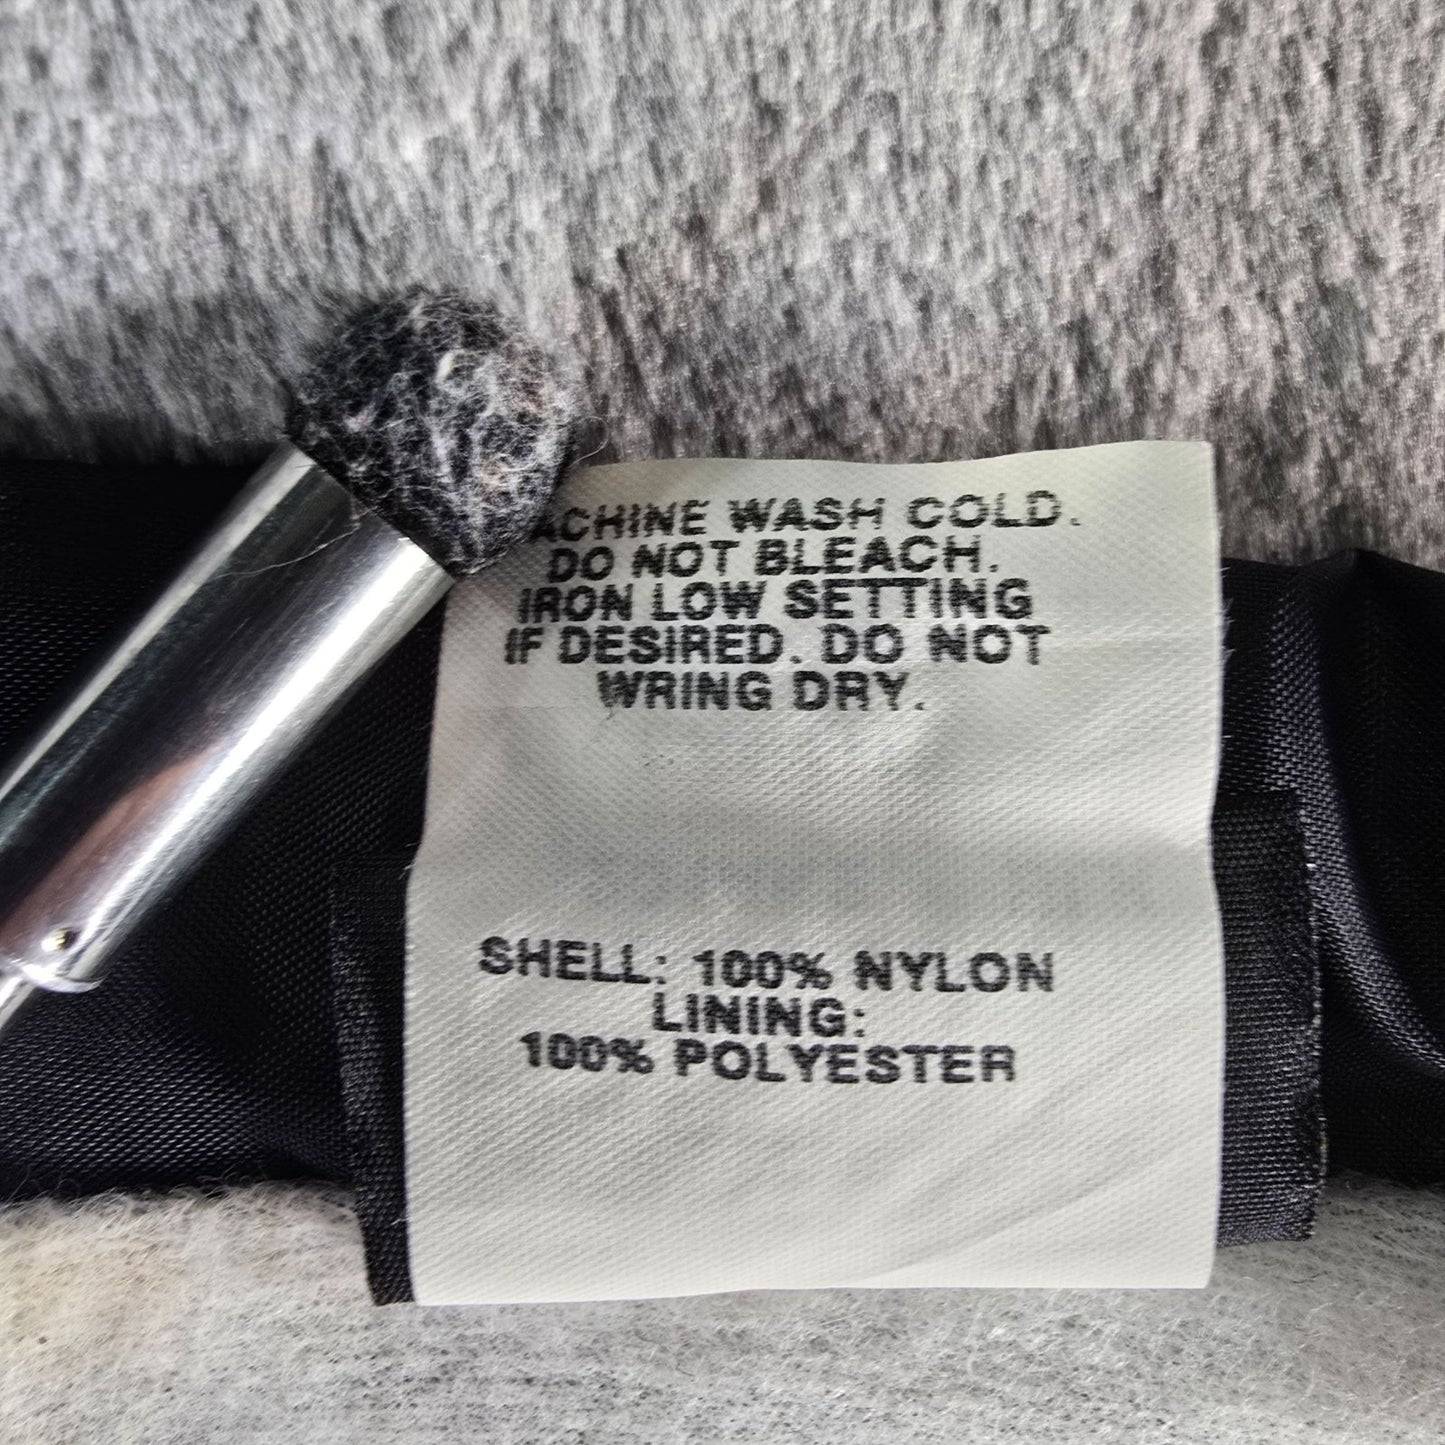 MACHINE WASH COLD.
DO NOT BLEACH.
IRON LOW SETTING
IF DESIRED. DO NOT
WRING DRY.
SHELL: 100% NYLON
LINING:
100% POLYESTER